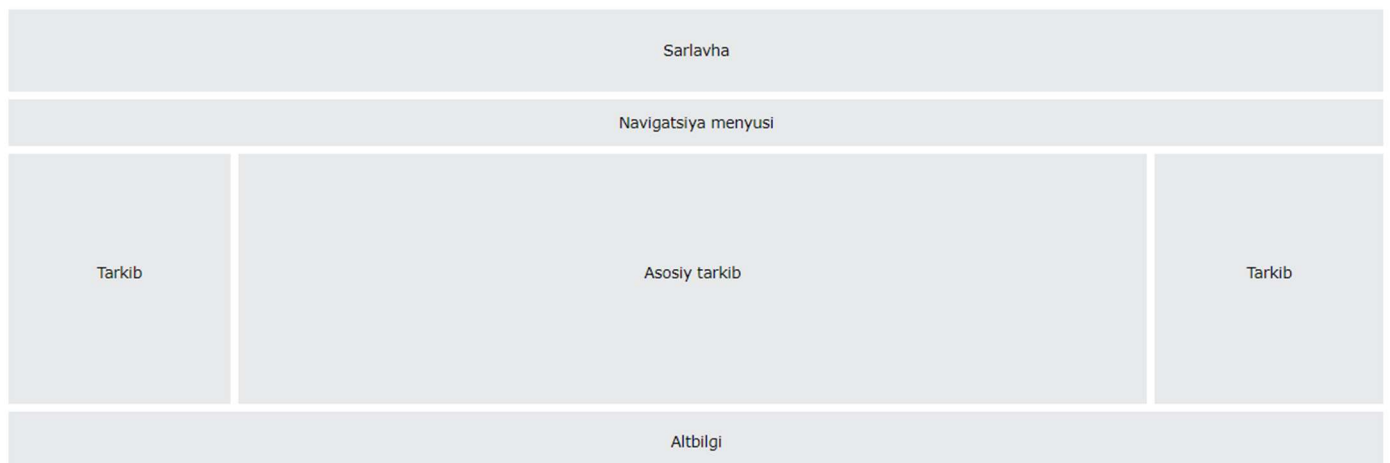 Sarlavha
Navigatsiya menyusi
Tarkib
Asosiy tarkib
Tarkib
Altbilgi